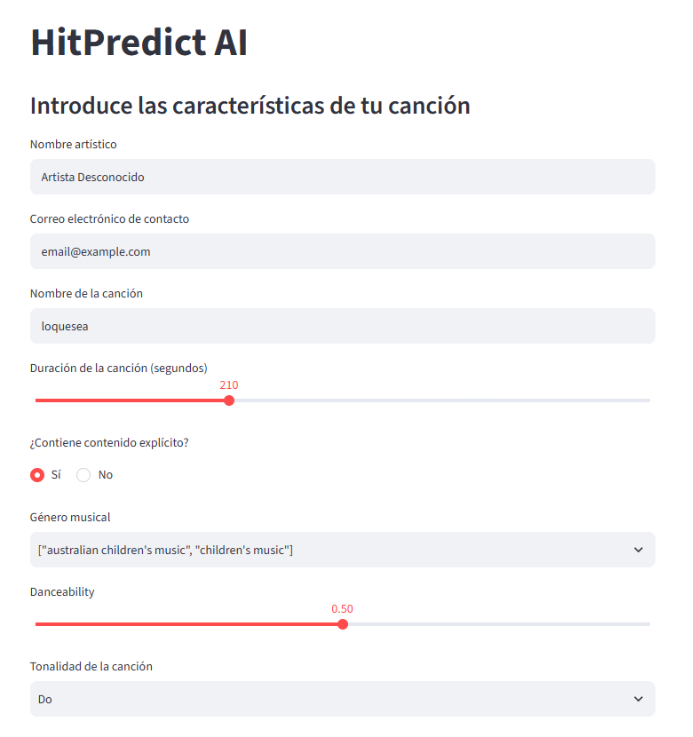 HitPredict AI
Introduce las características de tu canción
Nombre artístico
Artista Desconocido
Correo electrónico de contacto
email@example.com
Nombre de la canción
loquesea
Duración de la canción (segundos)
210
¿Contiene contenido explícito?
Sí No
Género musical
["australian children's music", "children's music"]
Danceability
0.50
Tonalidad de la canción
Do